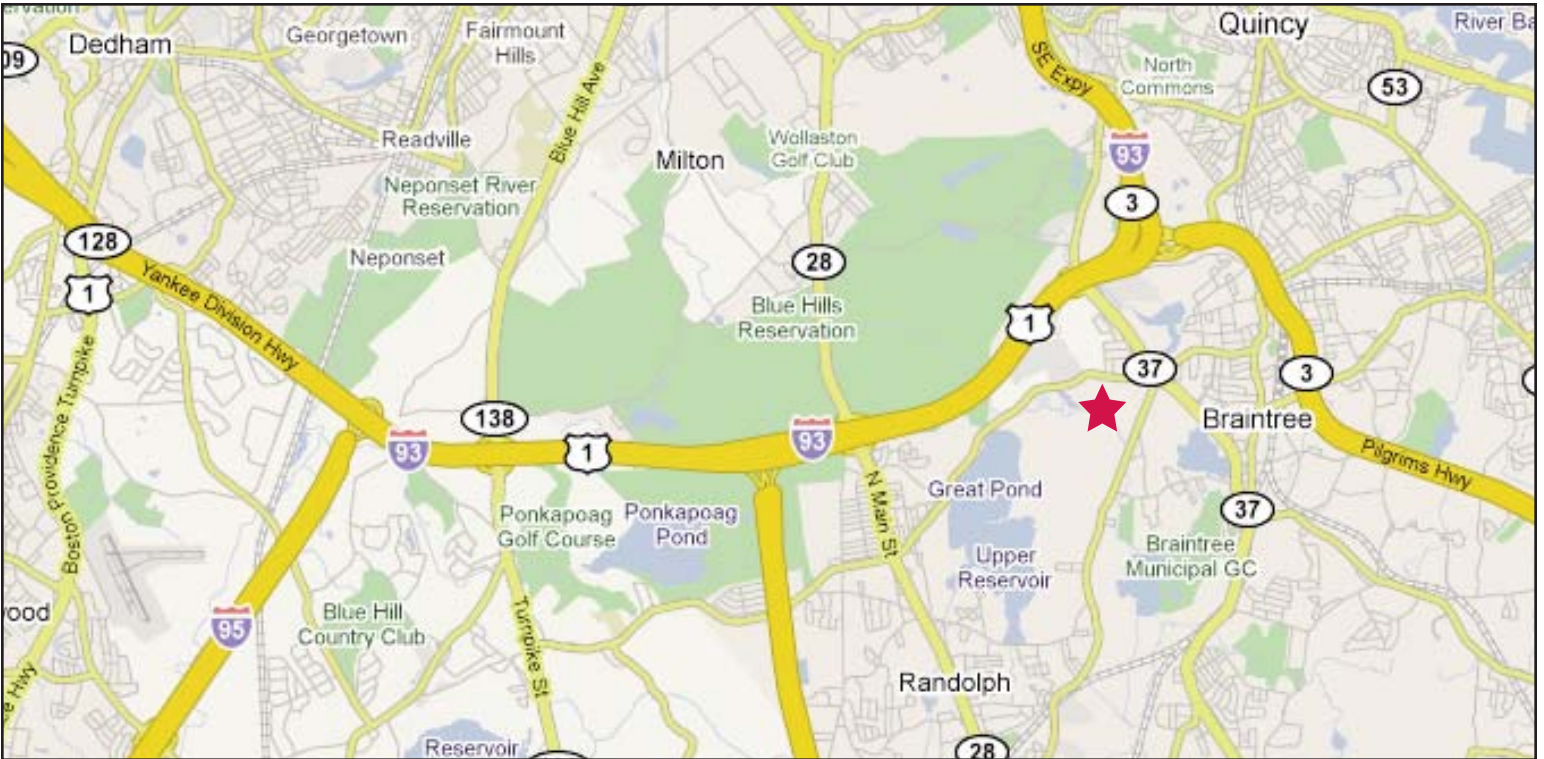 ervation
Quincy
River Ba
Dedham
Georgetown
Fairmount
Hills
09
SE Expy
North
Commons
53
Blue Hill Ave
Readville
Milton
Wollaston
Golf Club
93
Neponset River
Reservation
3
128
Neponset
28
1
Yankee Division Hwy
Blue Hills
Reservation
1
37
3
Boston Providence Turnpike
138
Braintree
93
1
93
Pilgrims Hwy
N Main St
Great Pond
37
Ponkapoag
Golf Course
Ponkapoag
Pond
Upper
Reservoir
Braintree
Municipal GC
wood
95
Blue Hill
Country Club
Turnpike St
Randolph
e Hwy
Reservoir
28